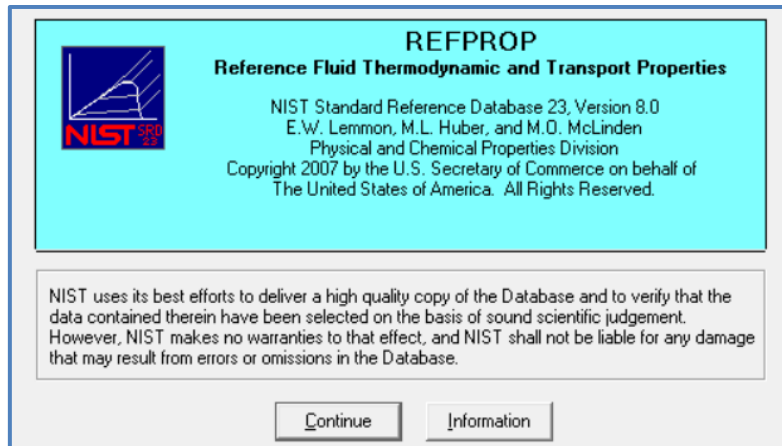 REFPROP
Reference Fluid Thermodynamic and Transport Properties
NIST SRD
23
NIST Standard Reference Database 23, Version 8.0
E.W. Lemmon, M.L. Huber, and M.O. McLinden
Physical and Chemical Properties Division
Copyright 2007 by the U.S. Secretary of Commerce on behalf of
The United States of America. All Rights Reserved.
NIST uses its best efforts to deliver a high quality copy of the Database and to verify that the
data contained therein have been selected on the basis of sound scientific judgement.
However, NIST makes no warranties to that effect, and NIST shall not be liable for any damage
that may result from errors or omissions in the Database.
Continue
Information